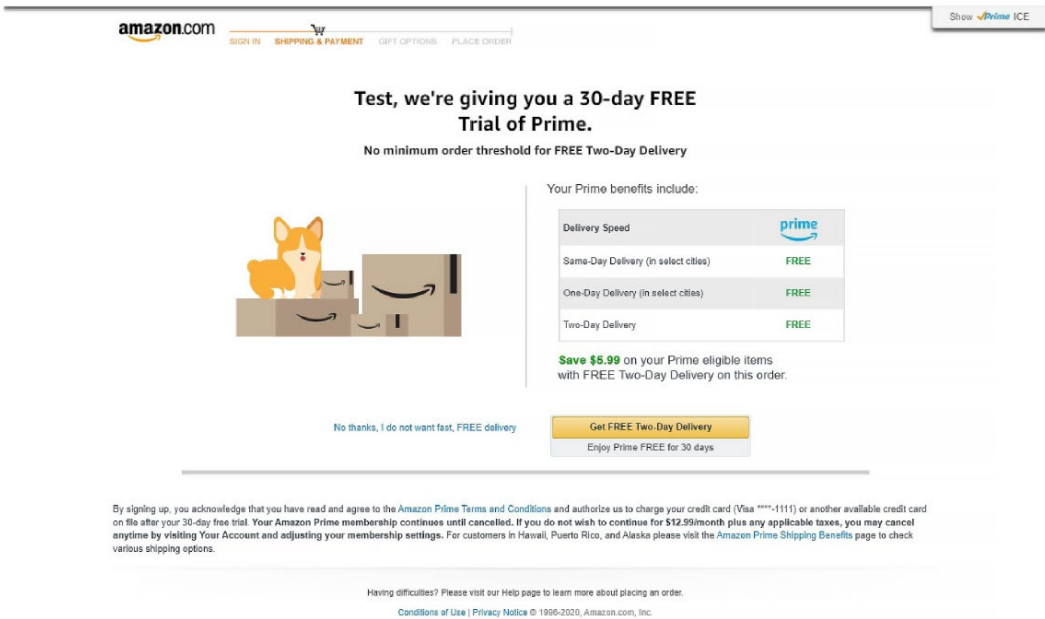 Show Prime ICE
amazon.com
SIGN IN SHIPPING & PAYMENT GIFT OPTIONS PLACE ORDER
Test, we're giving you a 30-day FREE
Trial of Prime.
No minimum order threshold for FREE Two-Day Delivery
Your Prime benefits include:
Delivery Speed prime
Same-Day Delivery (in select cities) FREE
One-Day Delivery (in select cities) FREE
Two-Day Delivery FREE
Save $5.99 on your Prime eligible items
with FREE Two-Day Delivery on this order.
No thanks, I do not want fast, FREE delivery
Get FREE Two-Day Delivery
Enjoy Prime FREE for 30 days
By signing up, you acknowledge that you have read and agree to the Amazon Prime Terms and Conditions and authorize us to charge your credit card (Visa ****-1111) or another available credit card
on file after your 30-day free trial. Your Amazon Prime membership continues until cancelled. If you do not wish to continue for $12.99/month plus any applicable taxes, you may cancel
anytime by visiting Your Account and adjusting your membership settings. For customers in Hawaii, Puerto Rico, and Alaska please visit the Amazon Prime Shipping Benefits page to check
various shipping options.
Having difficulties? Please visit our Help page to learn more about placing an order.
Conditions of Use | Privacy Notice © 1996-2020, Amazon.com, Inc.